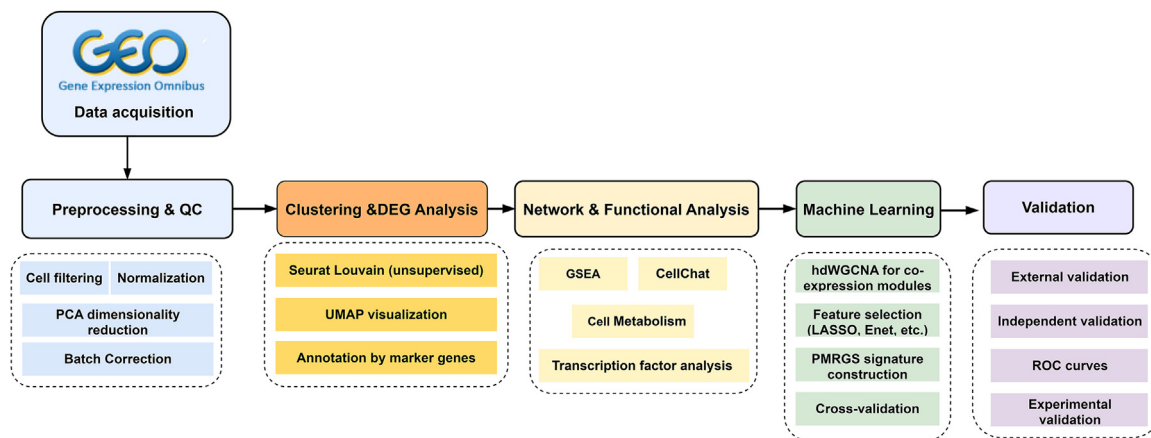 GEO
Gene Expression Omnibus
Data acquisition
Preprocessing & QC
Clustering &DEG Analysis
Network & Functional Analysis
Machine Learning
Validation
Cell filtering
Normalization
PCA dimensionality
reduction
Batch Correction
Seurat Louvain (unsupervised)
UMAP visualization
Annotation by marker genes
GSEA
CellChat
Cell Metabolism
Transcription factor analysis
hdWGCNA for co-
expression modules
Feature selection
(LASSO, Enet, etc.)
PMRGS signature
construction
Cross-validation
External validation
Independent validation
ROC curves
Experimental
validation